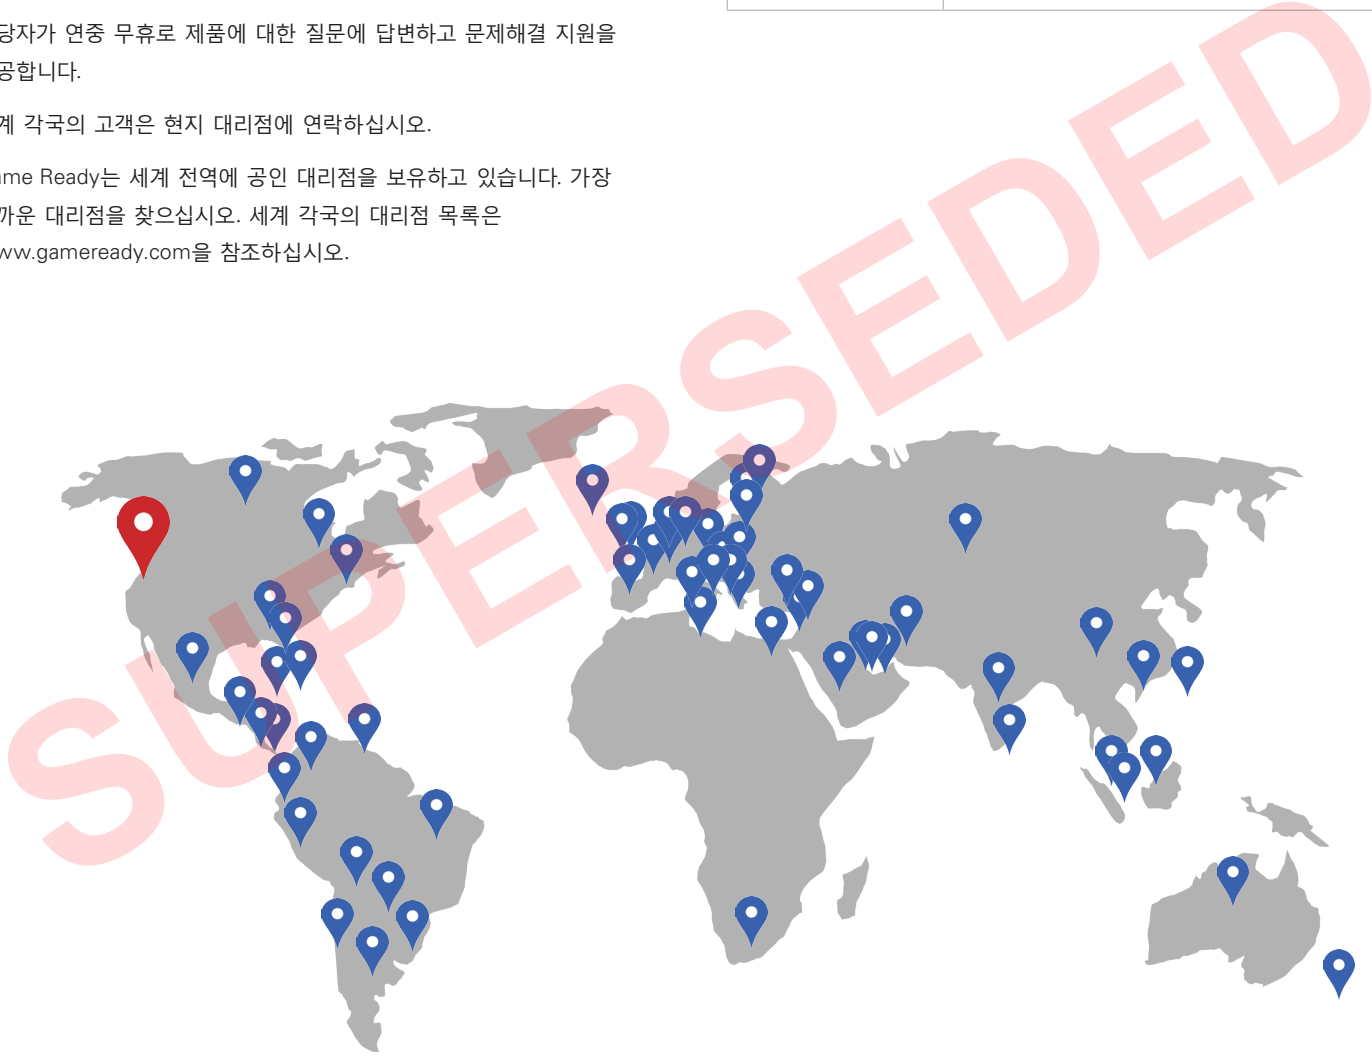 당자가 연중 무휴로 제품에 대한 질문에 답변하고 문제해결 지원을
공합니다.
계 각국의 고객은 현지 대리점에 연락하십시오.
ame Ready는 세계 전역에 공인 대리점을 보유하고 있습니다. 가장
까운 대리점을 찾으십시오. 세계 각국의 대리점 목록은
ww.gameready.com을 참조하십시오.
SUPERSEDED